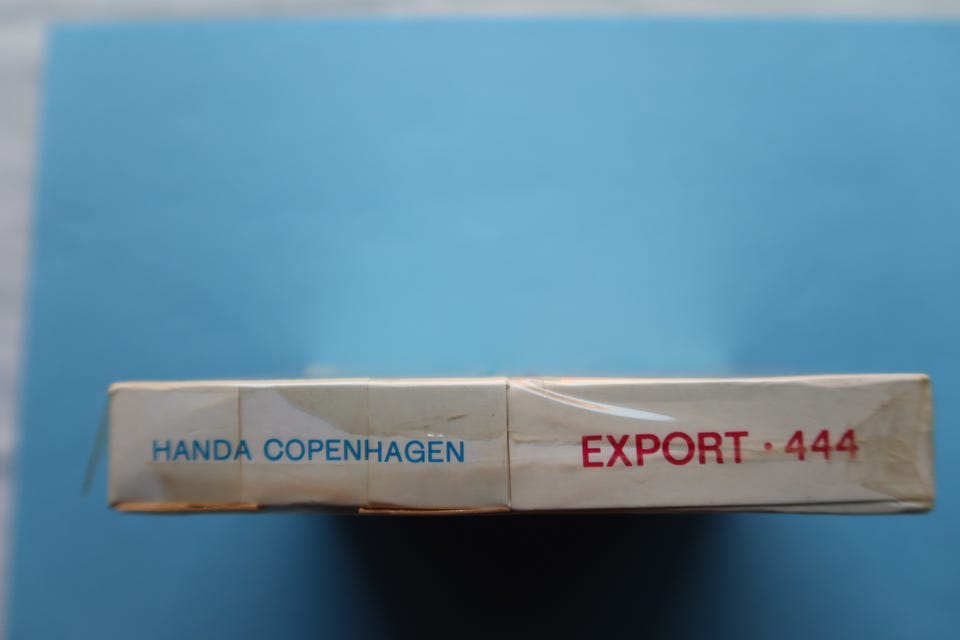 HANDA COPENHAGEN
EXPORT · 444